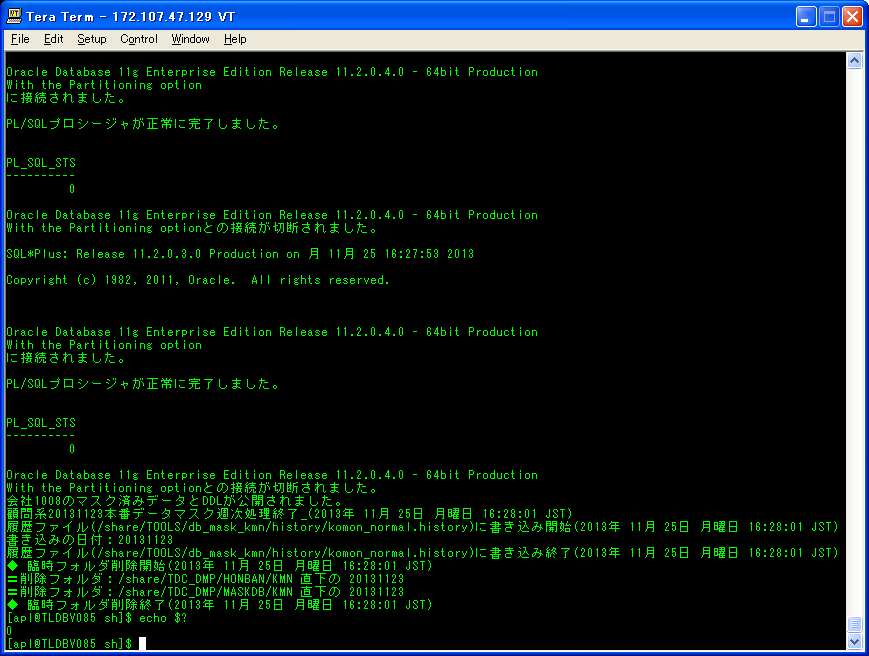 Tera Term - 172.107.47.129 VT
File Edit Setup Control Window Help
Oracle Database 11g Enterprise Edition Release 11.2.0.4.0 - 64bit Production
With the Partitioning option
に接続されました。
PL/SQLプロシージャが正常に完了しました。
PL_SQL_STS
----------
0
Oracle Database 11g Enterprise Edition Release 11.2.0.4.0 - 64bit Production
With the Partitioning optionとの接続が切断されました。
SQL*Plus: Release 11.2.0.3.0 Production on 月 11月 25 16:27:53 2013
Copyright (c) 1982, 2011, Oracle.  All rights reserved.
Oracle Database 11g Enterprise Edition Release 11.2.0.4.0 - 64bit Production
With the Partitioning option
に接続されました。
PL/SQLプロシージャが正常に完了しました。
PL_SQL_STS
----------
0
Oracle Database 11g Enterprise Edition Release 11.2.0.4.0 - 64bit Production
With the Partitioning optionとの接続が切断されました。
会社1008のマスク済みデータとDDLが公開されました。
顧問系20131123本番データマスク週次処理終了_(2013年 11月 25日 月曜日 16:28:01 JST)
履歴ファイル(/share/TOOLS/db_mask_kmn/history/komon_normal.history)に書き込み開始(2013年 11月 25日 月曜日 16:28:01 JST)
書き込みの日付：20131123
履歴ファイル(/share/TOOLS/db_mask_kmn/history/komon_normal.history)に書き込み終了(2013年 11月 25日 月曜日 16:28:01 JST)
◆ 臨時フォルダ削除開始(2013年 11月 25日 月曜日 16:28:01 JST)
＝削除フォルダ：/share/TDC_DMP/HONBAN/KMN 直下の 20131123
＝削除フォルダ：/share/TDC_DMP/MASKDB/KMN 直下の 20131123
◆ 臨時フォルダ削除終了(2013年 11月 25日 月曜日 16:28:01 JST)
[apl@TLDBV085 sh]$ echo $?
0
[apl@TLDBV085 sh]$